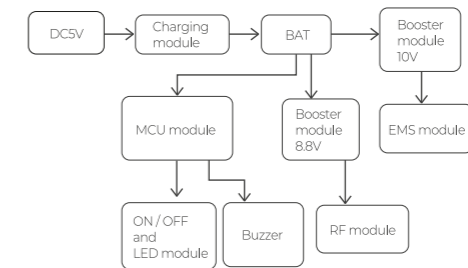 DC5V
Charging
module
BAT
Booster
module
10V
MCU module
Booster
module
8.8V
EMS module
ON / OFF
and
LED module
Buzzer
RF module